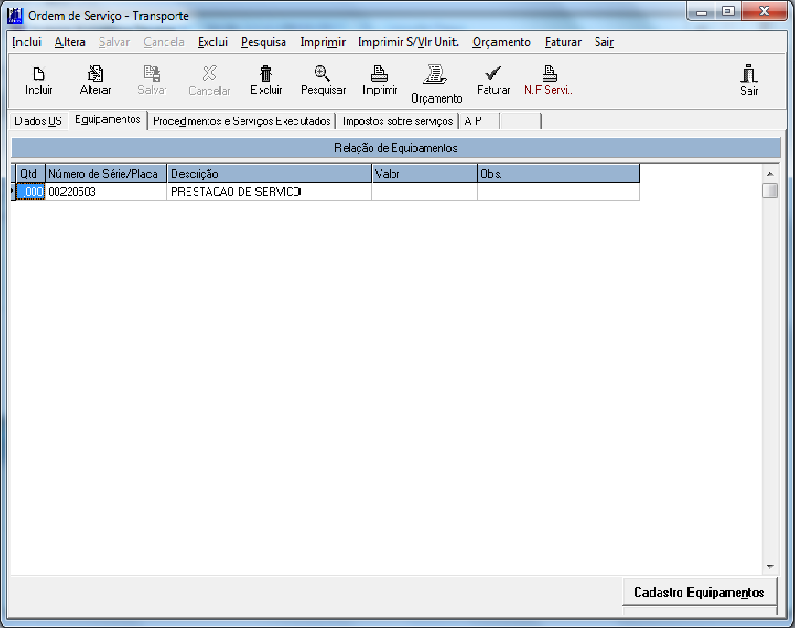 Ordem de Serviço - Transporte
Incluii Altera Salvar Cancela Exclui Pesquisa Imprimir Imprimir S/Vlr Unit. Orçamento Faturar Sair
Incluir Alterar Salvar Cancelar Excluir Pesquisar Imprimir Orçamento Faturar N.F Servi.. Sair
Dados OS Equipamentos Procedimentos e Serviços Executados Impostos sobre serviços
Relação de Equipamentos
Qtd Número de Série/Placa Descrição Valor Obs.
000 00220503 PRESTACAO DE SERVICO
Cadastro Equipamentos